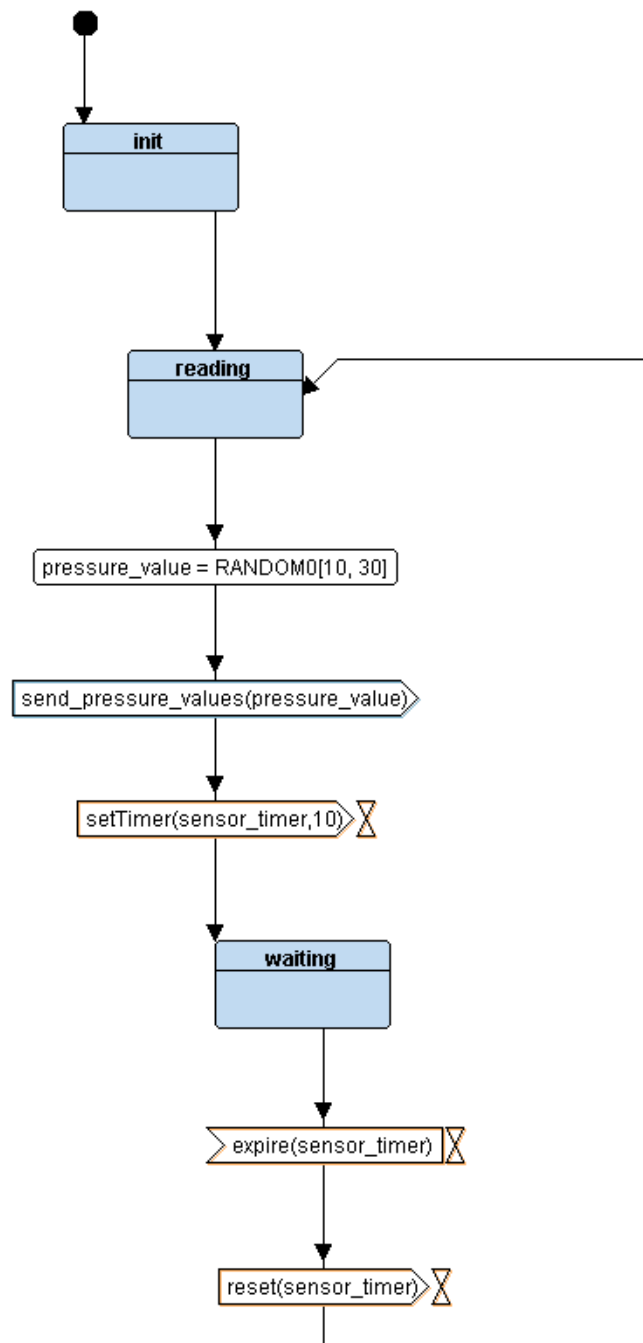 init
reading
pressure_value = RANDOM0[10, 30]
send_pressure_values(pressure_value)
setTimer(sensor_timer,10)
waiting
expire(sensor_timer)
reset(sensor_timer)